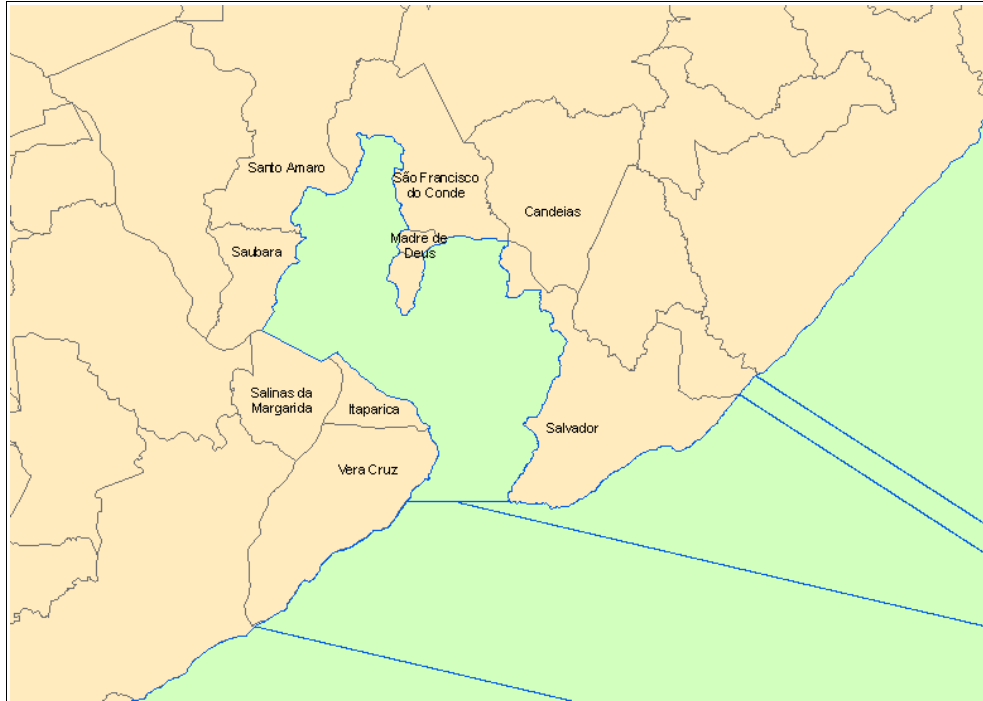 Santo Amaro
São Francisco
do Conde
Candeias
Madre de
Deus
Saubara
Salinas da
Margarida
Itaparica
Salvador
Vera Cruz